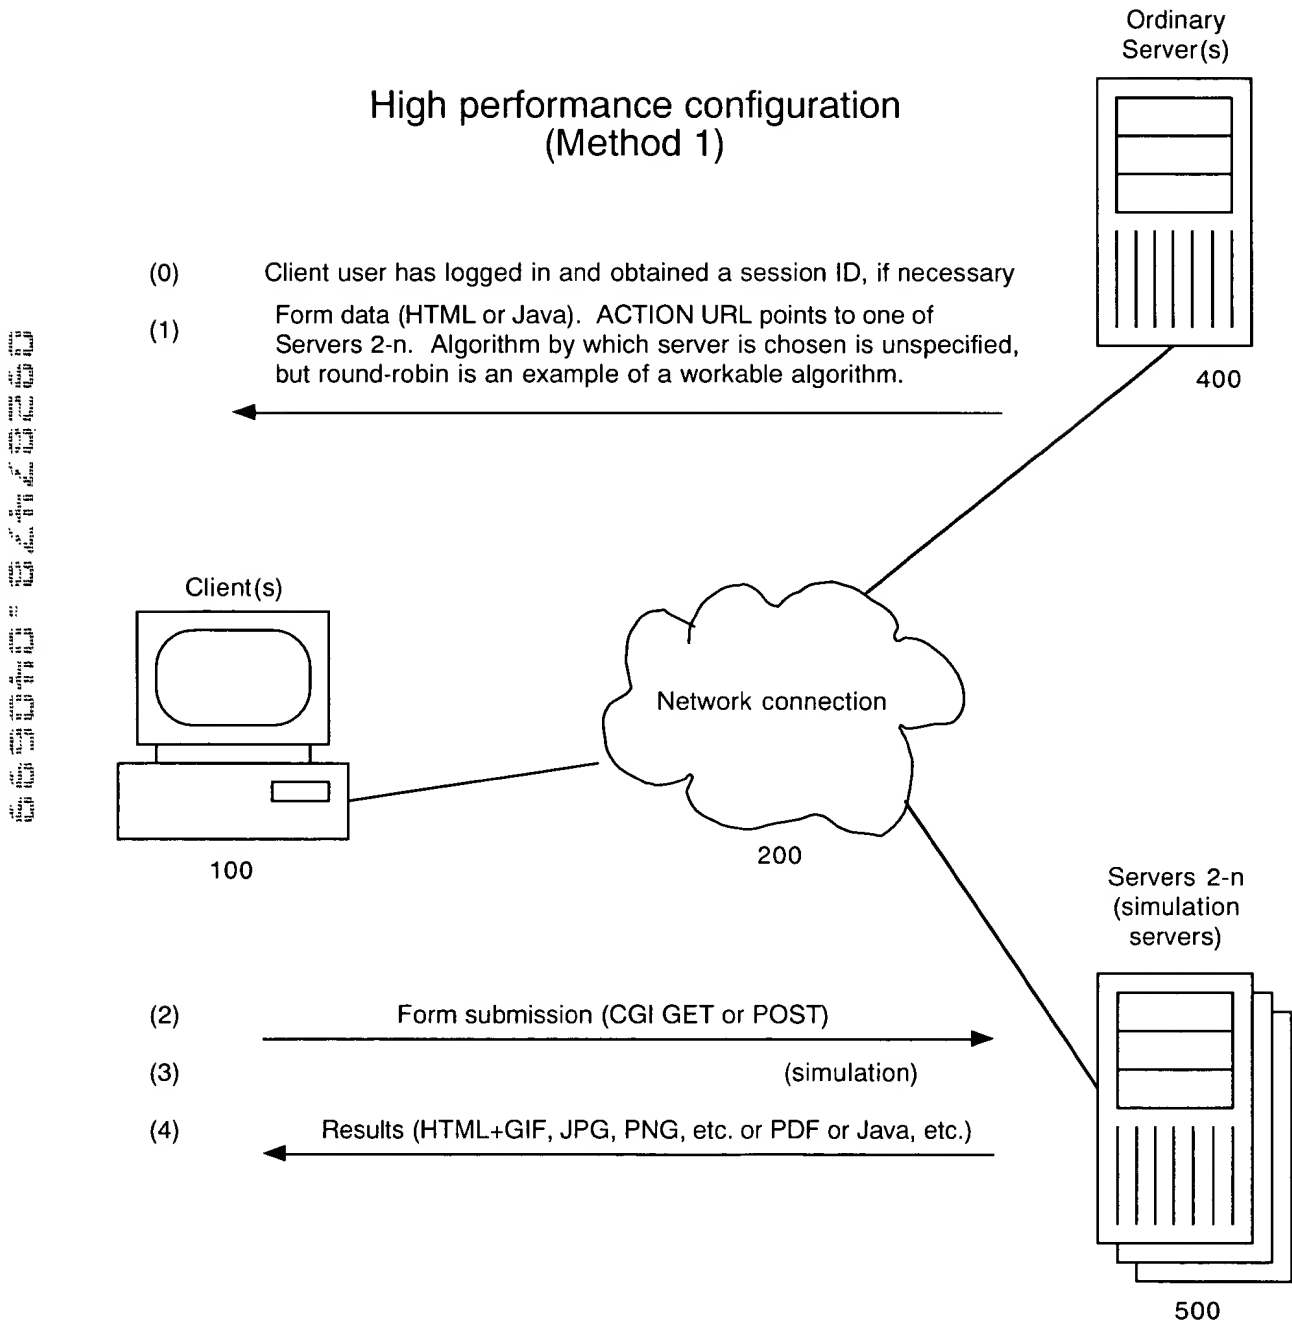 Ordinary
Server(s)
High performance configuration
(Method 1)
(0) Client user has logged in and obtained a session ID, if necessary
(1) Form data (HTML or Java). ACTION URL points to one of
Servers 2-n. Algorithm by which server is chosen is unspecified,
but round-robin is an example of a workable algorithm.
400
Client(s)
Network connection
100
200
Servers 2-n
(simulation
servers)
(2) Form submission (CGI GET or POST)
(3) (simulation)
(4) Results (HTML+GIF, JPG, PNG, etc. or PDF or Java, etc.)
500